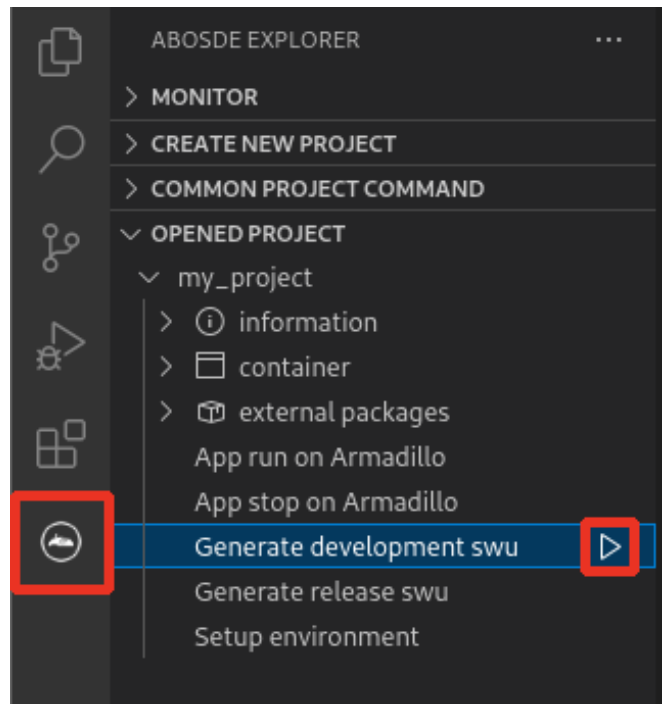 ABOSDE EXPLORER
MONITOR
CREATE NEW PROJECT
COMMON PROJECT COMMAND
OPENED PROJECT
my_project
information
container
external packages
App run on Armadillo
App stop on Armadillo
Generate development swu
Generate release swu
Setup environment